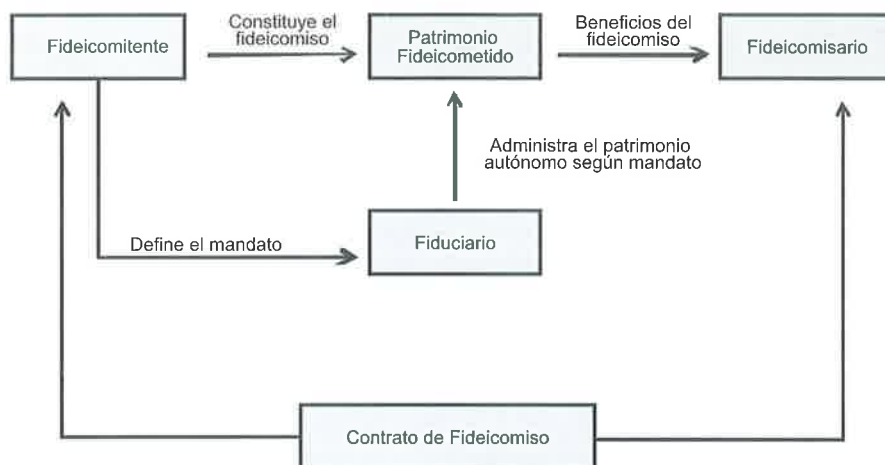 Fideicomitente
Constituye el
fideicomiso
Patrimonio
Fideicometido
Beneficios del
fideicomiso
Fideicomisario
Administra el patrimonio
autónomo según mandato
Define el mandato
Fiduciario
Contrato de Fideicomiso